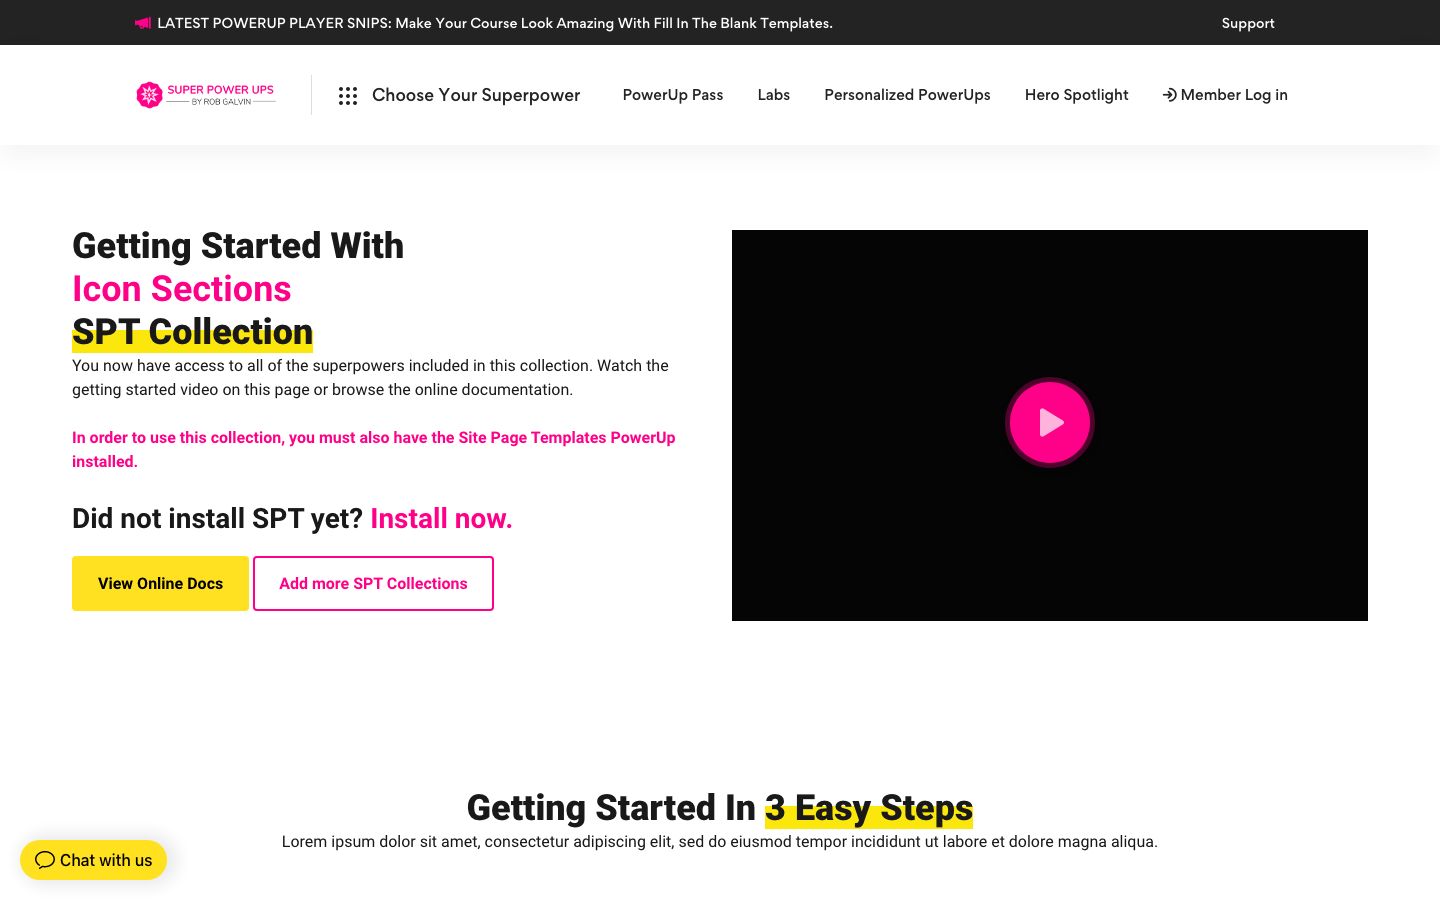 LATEST POWERUP PLAYER SNIPS: Make Your Course Look Amazing With Fill In The Blank Templates.
Support
SUPER POWER UPS
BY ROB GALVIN
Choose Your Superpower
PowerUp Pass
Labs
Personalized PowerUps
Hero Spotlight
Member Log in
Getting Started With
Icon Sections
SPT Collection
You now have access to all of the superpowers included in this collection. Watch the
getting started video on this page or browse the online documentation.
In order to use this collection, you must also have the Site Page Templates PowerUp
installed.
Did not install SPT yet? Install now.
View Online Docs
Add more SPT Collections
Getting Started In 3 Easy Steps
Lorem ipsum dolor sit amet, consectetur adipiscing elit, sed do eiusmod tempor incididunt ut labore et dolore magna aliqua.
Chat with us